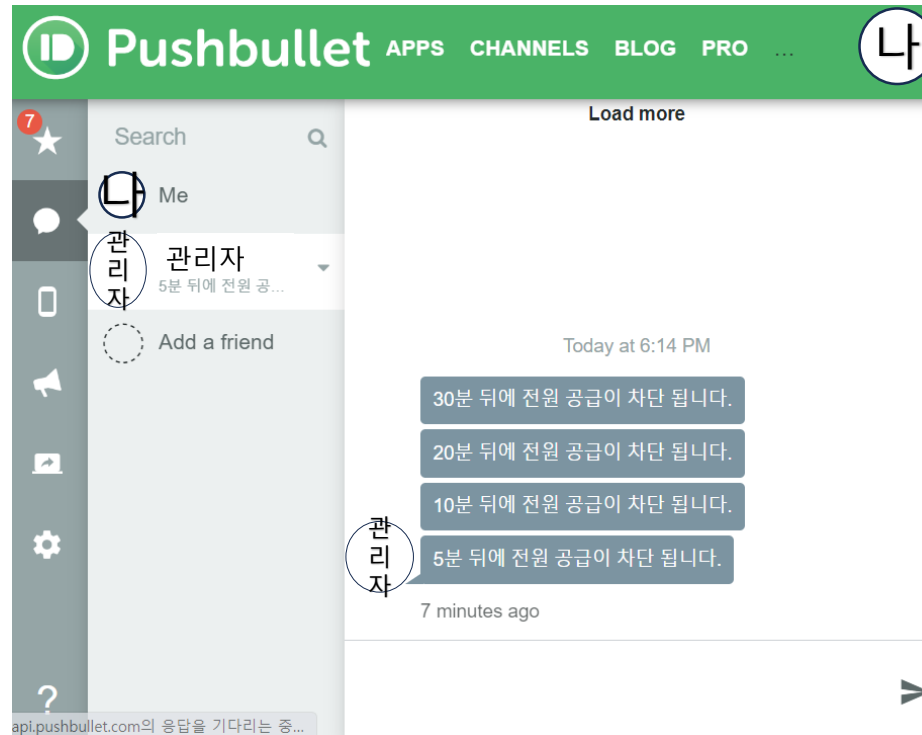 Pushbullet APPS CHANNELS BLOG PRO ... 나
7
Search
Load more
나 Me
관리자 관리자
5분 뒤에 전원 공...
Add a friend
Today at 6:14 PM
30분 뒤에 전원 공급이 차단 됩니다.
20분 뒤에 전원 공급이 차단 됩니다.
10분 뒤에 전원 공급이 차단 됩니다.
관리자 5분 뒤에 전원 공급이 차단 됩니다.
7 minutes ago
?
api.pushbullet.com의 응답을 기다리는 중...